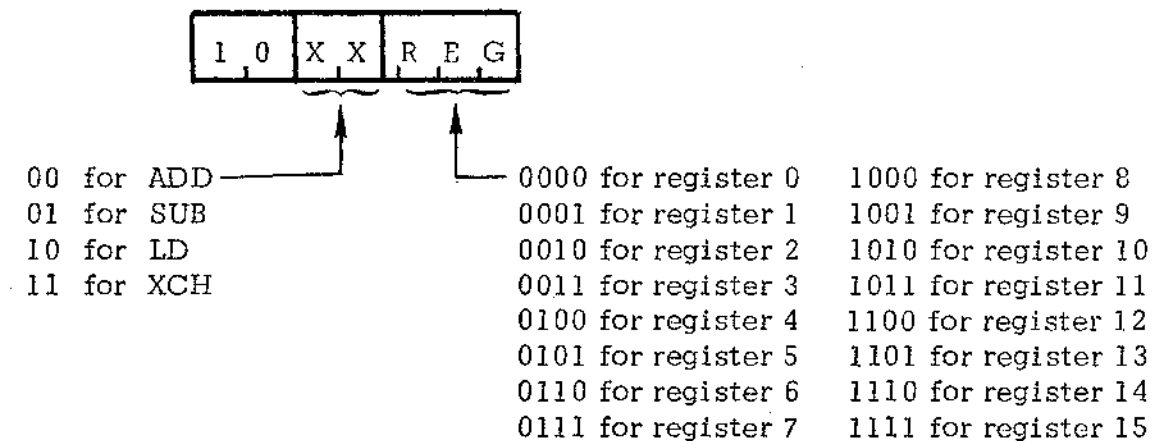 1 0 X X R E G
00 for ADD
01 for SUB
10 for LD
11 for XCH
0000 for register 0
0001 for register 1
0010 for register 2
0011 for register 3
0100 for register 4
0101 for register 5
0110 for register 6
0111 for register 7
1000 for register 8
1001 for register 9
1010 for register 10
1011 for register 11
1100 for register 12
1101 for register 13
1110 for register 14
1111 for register 15